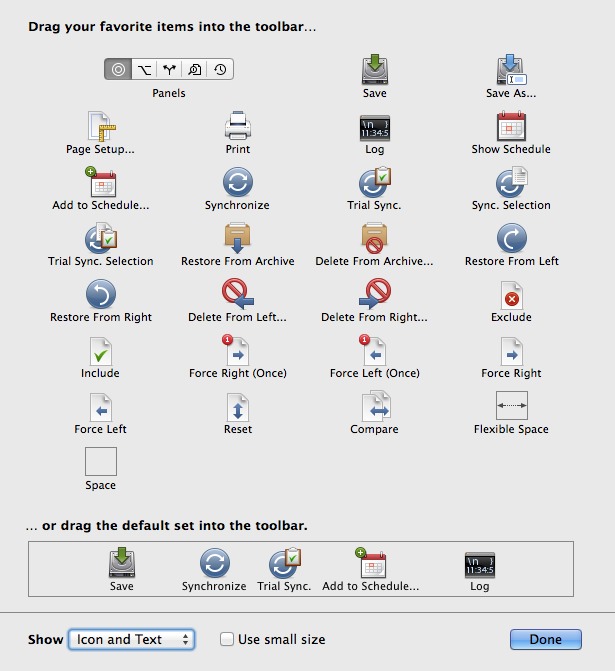 Drag your favorite items into the toolbar...
Panels Save Save As...
Page Setup... Print Log Show Schedule
Add to Schedule... Synchronize Trial Sync. Sync. Selection
Trial Sync. Selection Restore From Archive Delete From Archive... Restore From Left
Restore From Right Delete From Left... Delete From Right... Exclude
Include Force Right (Once) Force Left (Once) Force Right
Force Left Reset Compare Flexible Space
Space
... or drag the default set into the toolbar.
\n }
11:34:5
Save Synchronize Trial Sync. Add to Schedule... Log
Show Icon and Text Use small size Done